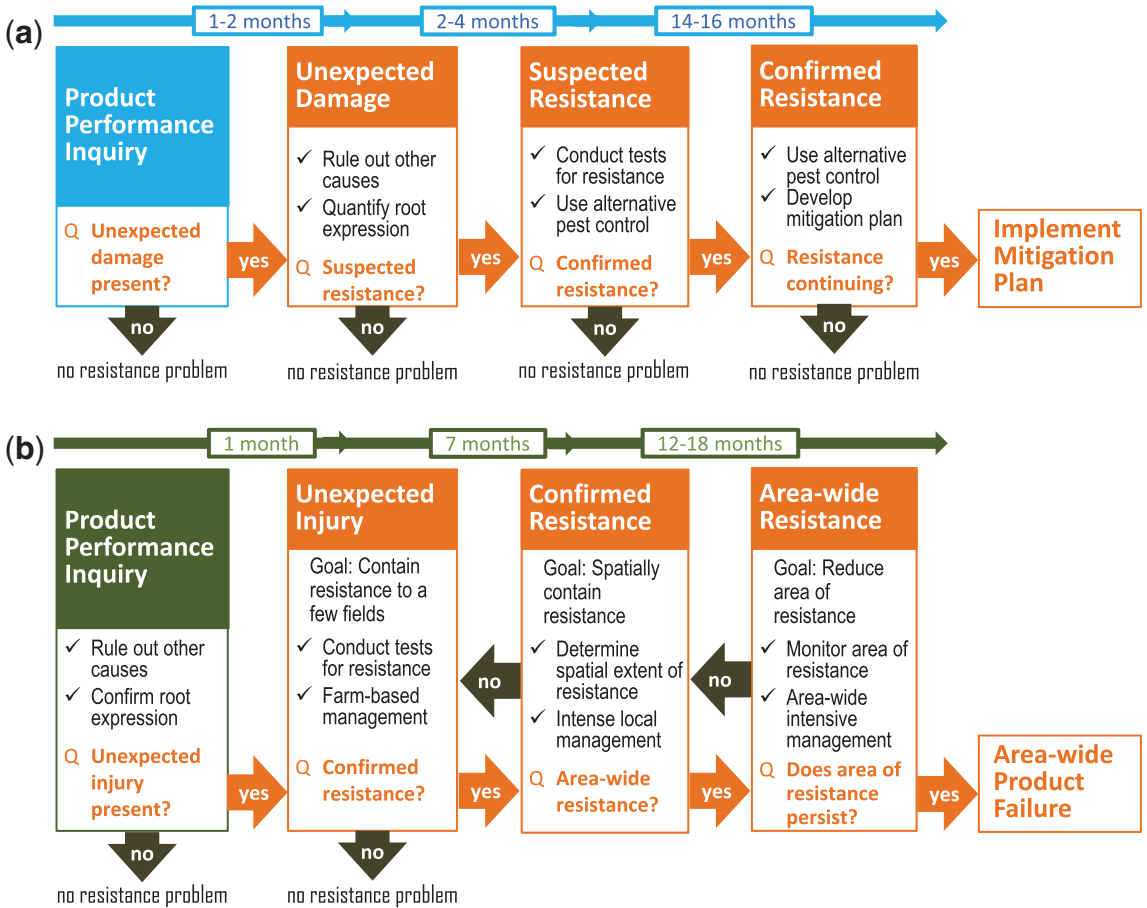 (a)
1-2 months
2-4 months
14-16 months
Product
Performance
Inquiry
Q Unexpected
damage
present?
yes
no
no resistance problem
Unexpected
Damage
✓ Rule out other
causes
✓ Quantify root
expression
Q Suspected
resistance?
yes
no
no resistance problem
Suspected
Resistance
✓ Conduct tests
for resistance
✓ Use alternative
pest control
Q Confirmed
resistance?
yes
no
no resistance problem
Confirmed
Resistance
✓ Use alternative
pest control
✓ Develop
mitigation plan
Q Resistance
continuing?
yes
no
no resistance problem
Implement
Mitigation
Plan
(b)
1 month
7 months
12-18 months
Product
Performance
Inquiry
✓ Rule out other
causes
✓ Confirm root
expression
Q Unexpected
injury
present?
yes
no
no resistance problem
Unexpected
Injury
Goal: Contain
resistance to a
few fields
✓ Conduct tests
for resistance
✓ Farm-based
management
Q Confirmed
resistance?
yes
no
no resistance problem
Confirmed
Resistance
Goal: Spatially
contain
resistance
✓ Determine
spatial extent of
resistance
✓ Intense local
management
Q Area-wide
resistance?
no
yes
Area-wide
Resistance
Goal: Reduce
area of
resistance
✓ Monitor area of
resistance
✓ Area-wide
intensive
management
Q Does area of
resistance
persist?
no
yes
Area-wide
Product
Failure